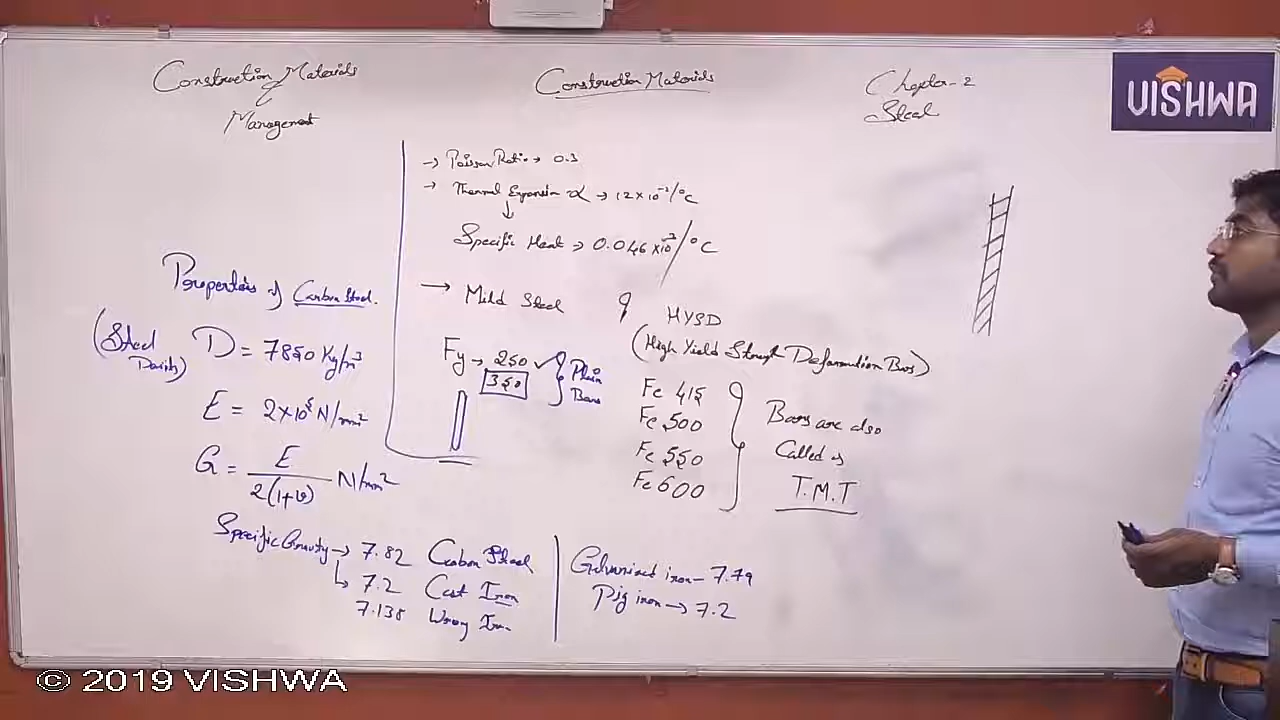 Construction Materials
&
Management
Construction Materials
Chapter-2
Steel
VISHWA
→ Poisson Ratio → 0.3
→ Thermal Expansion α → 12×10⁻²/°C
↓
Specific Heat → 0.046×10⁻³/°C
Properties of Carbon Steel.
(Steel D = 7850 Kg/m³
Density)
E = 2×10⁵ N/mm²
G = E / 2(1+υ) N/mm²
→ Mild Steel
Fy → 250 ✓
350
Plain
Bars
HYSD
(High Yield Strength Deformation Bars)
Fe 415
Fe 500
Fe 550
Fe 600
Bars are also
Called as
T.M.T
Specific Gravity → 7.82 Carbon Steel
↳ 7.2 Cast Iron
7.135
Galvanised iron - 7.79
Pig iron → 7.2
© 2019 VISHWA